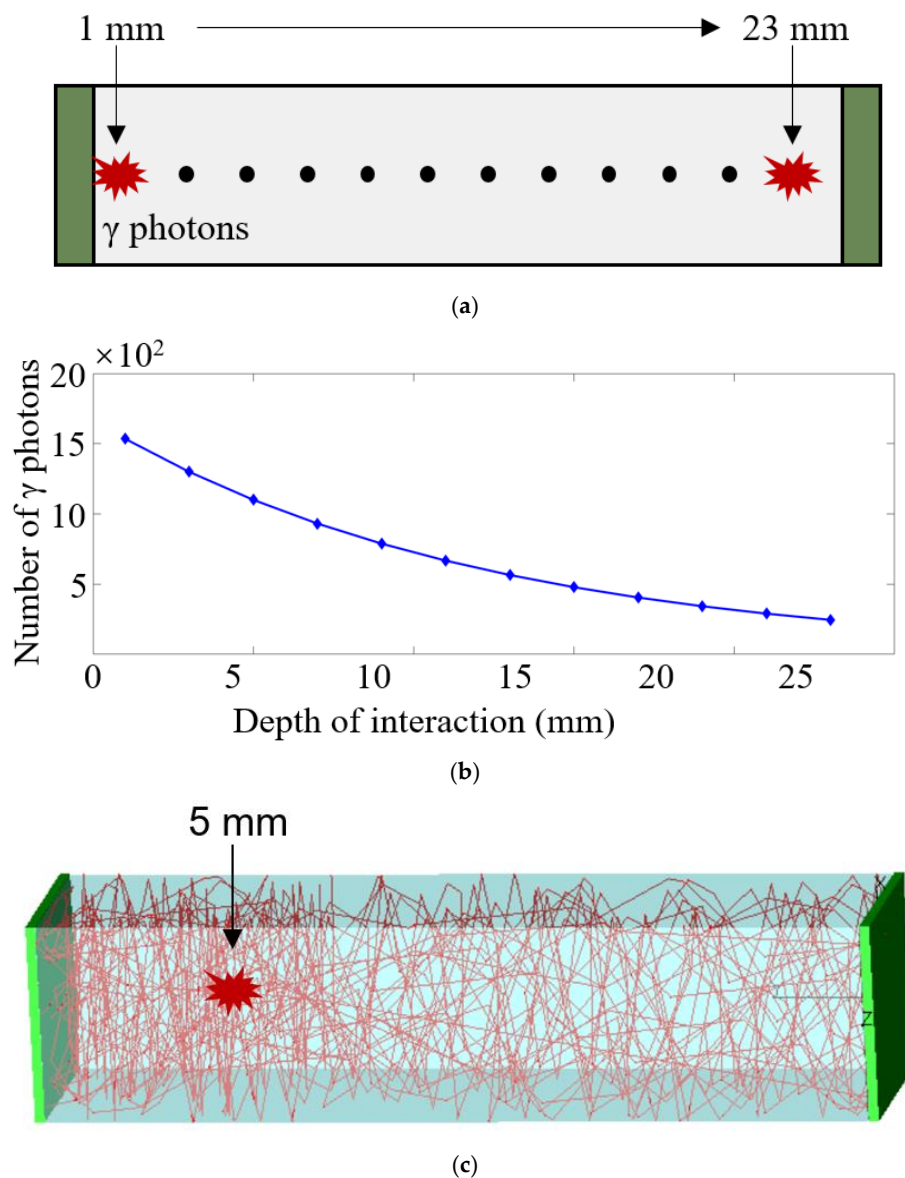 1 mm
23 mm
γ photons
(a)
×10²
20
15
10
5
Number of γ photons
0 5 10 15 20 25
Depth of interaction (mm)
(b)
5 mm
Z
(c)